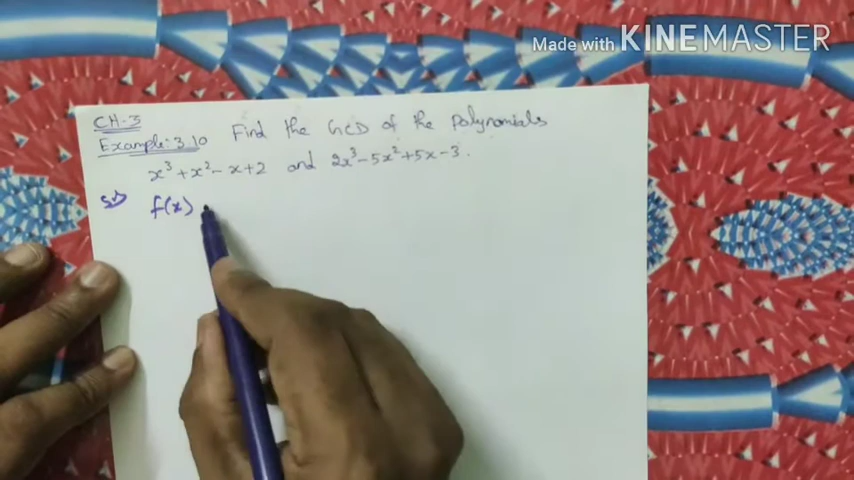 Made with KINEMASTER
CH-3
Example: 3.10 Find the GCD of the polynomials
x³ + x² - x + 2 and 2x³ - 5x² + 5x - 3.
Sol f(x)